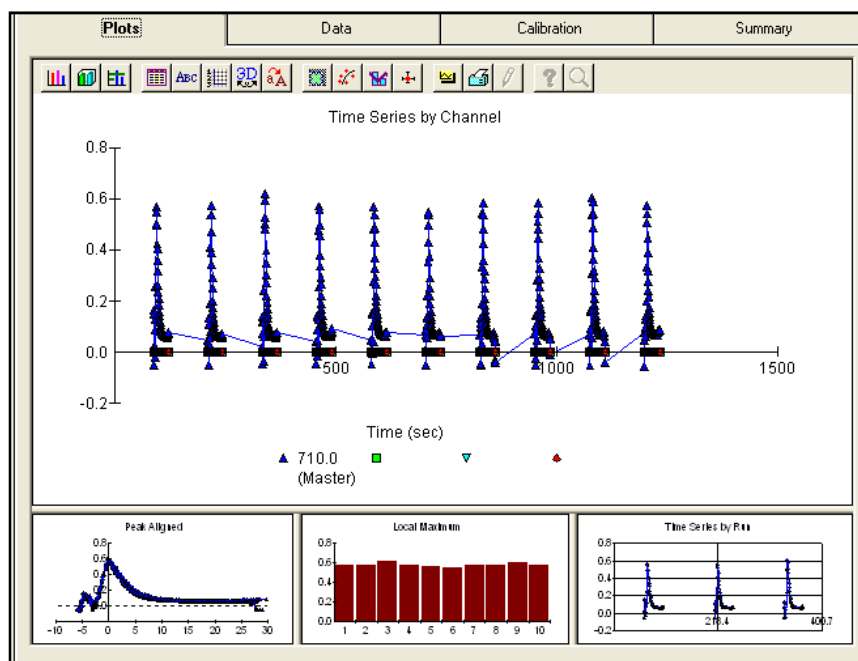 Plots Data Calibration Summary
ABC 3D aA
Time Series by Channel
0.8
0.6
0.4
0.2
0.0
-0.2
500 1000 1500
Time (sec)
710.0
(Master)
Peak Aligned
0.8
0.6
0.4
0.2
0.0
-10 -5 0 5 10 15 20 25 30
Local Maximum
0.8
0.6
0.4
0.2
0.0
1 2 3 4 5 6 7 8 9 10
Time Series by Run
0.8
0.6
0.4
0.2
0.0
-0.2
400.7